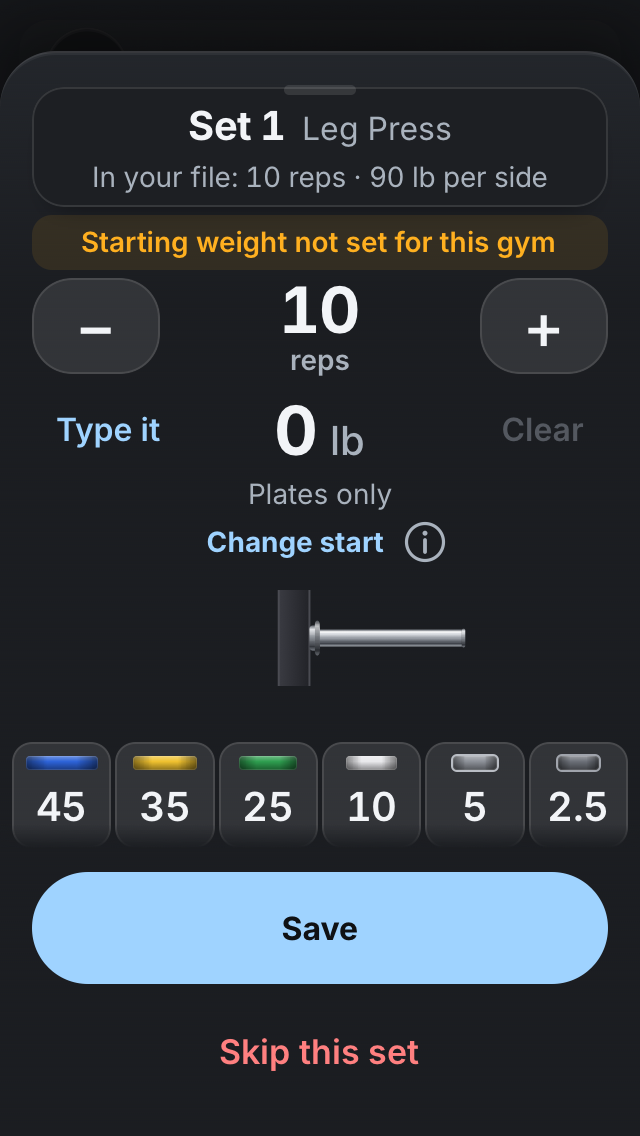 Set 1 Leg Press
In your file: 10 reps · 90 lb per side
Starting weight not set for this gym
− 10 +
reps
Type it 0 lb Clear
Plates only
Change start i
45 35 25 10 5 2.5
Save
Skip this set